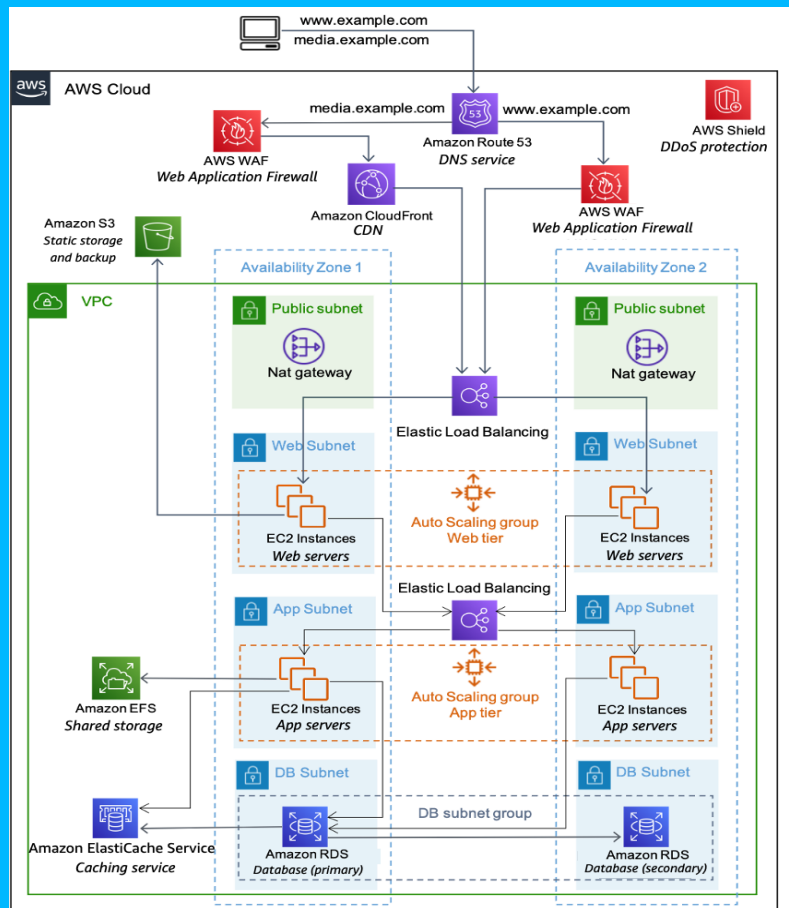 www.example.com
media.example.com
aws
AWS Cloud
media.example.com
www.example.com
53
Amazon Route 53
DNS service
AWS Shield
DDoS protection
AWS WAF
Web Application Firewall
AWS WAF
Web Application Firewall
Amazon CloudFront
CDN
Amazon S3
Static storage
and backup
Availability Zone 1
Availability Zone 2
VPC
Public subnet
Nat gateway
Public subnet
Nat gateway
Elastic Load Balancing
Web Subnet
Web Subnet
EC2 Instances
Web servers
Auto Scaling group
Web tier
EC2 Instances
Web servers
Elastic Load Balancing
App Subnet
App Subnet
Amazon EFS
Shared storage
EC2 Instances
App servers
Auto Scaling group
App tier
EC2 Instances
App servers
DB Subnet
DB Subnet
DB subnet group
Amazon ElastiCache Service
Caching service
Amazon RDS
Database (primary)
Amazon RDS
Database (secondary)